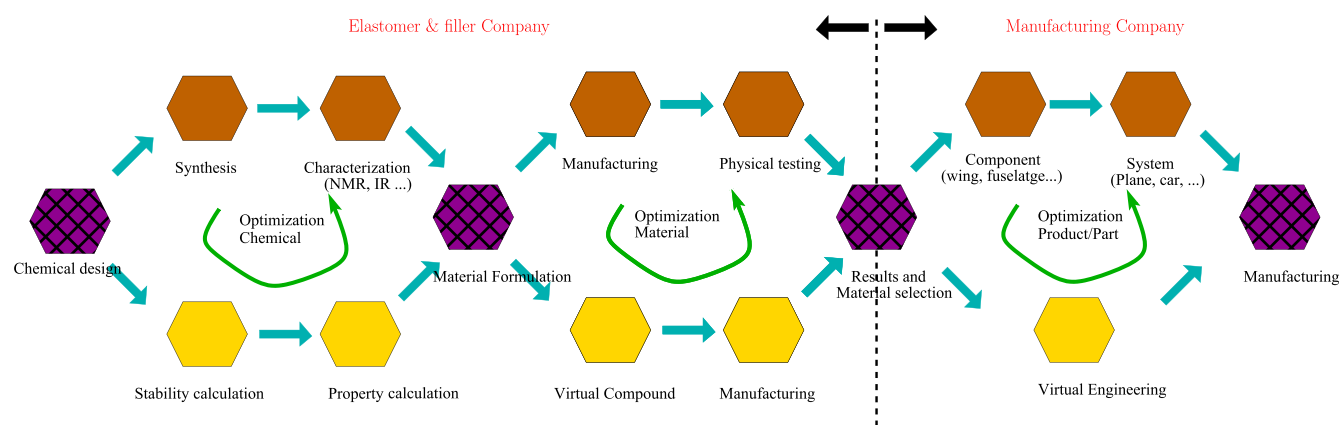 Elastomer & filler Company
Manufacturing Company
Synthesis
Characterization
(NMR, IR ...)
Manufacturing
Physical testing
Component
(wing, fuselatge...)
System
(Plane, car, ...)
Chemical design
Optimization
Chemical
Material Formulation
Optimization
Material
Results and
Material selection
Optimization
Product/Part
Manufacturing
Stability calculation
Property calculation
Virtual Compound
Manufacturing
Virtual Engineering